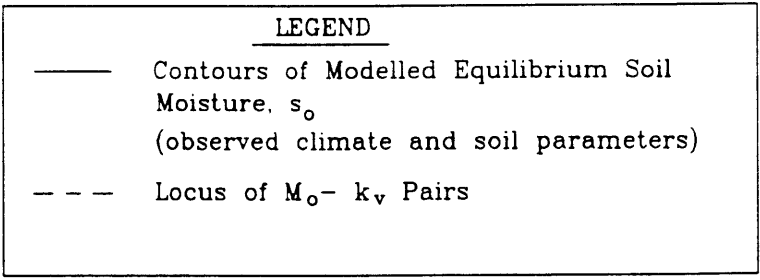 LEGEND
Contours of Modelled Equilibrium Soil
Moisture, s₀
(observed climate and soil parameters)
Locus of M₀- kᵥ Pairs